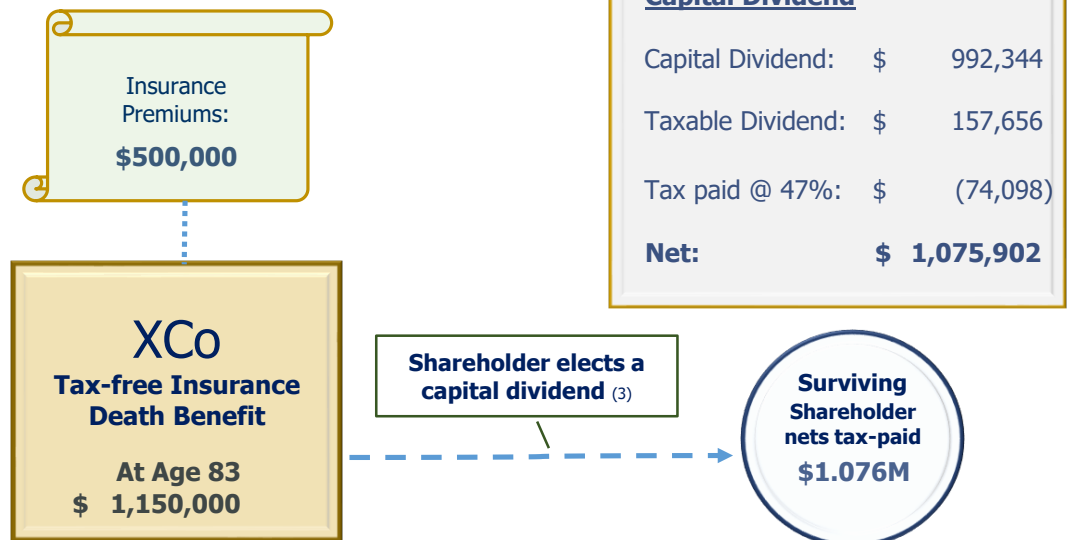 Capital Dividend
Capital Dividend: $ 992,344
Taxable Dividend: $ 157,656
Tax paid @ 47%: $ (74,098)
Net: $ 1,075,902
Insurance
Premiums:
$500,000
XCo
Tax-free Insurance
Death Benefit
At Age 83
$ 1,150,000
Shareholder elects a
capital dividend (3)
Surviving
Shareholder
nets tax-paid
$1.076M